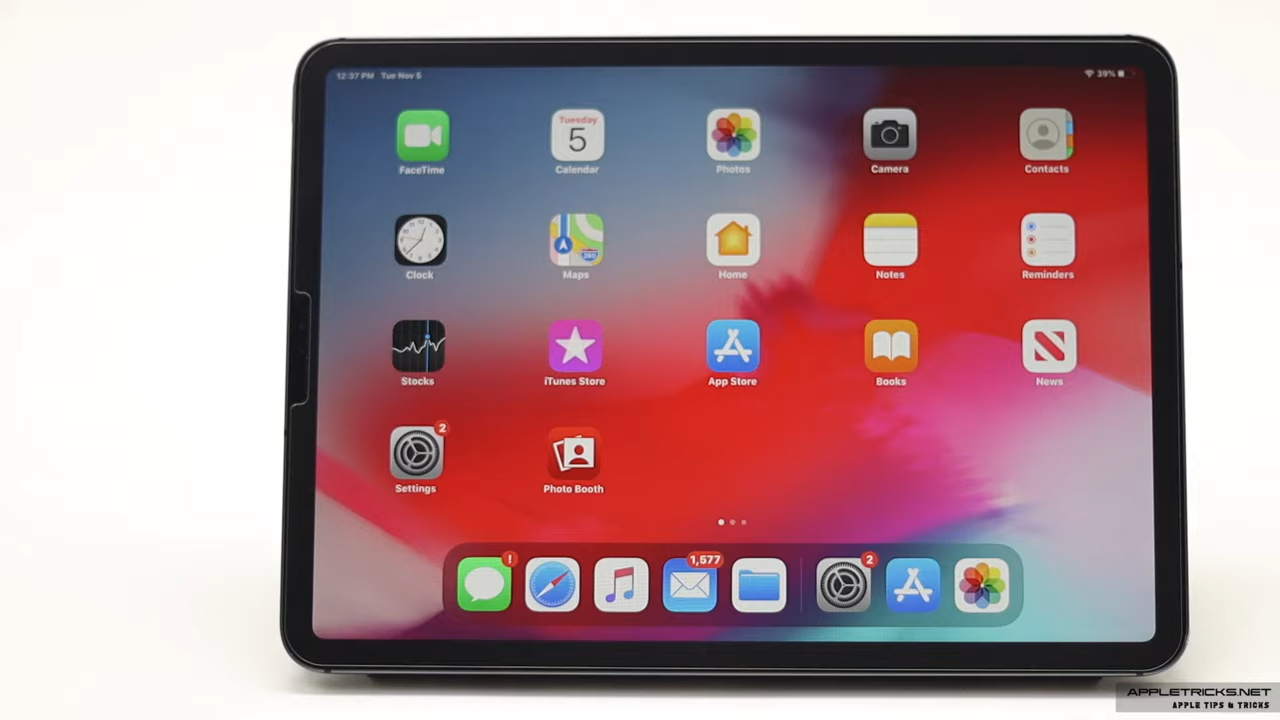 12:37 PM Tue Nov 5
39%
FaceTime
Tuesday
5
Calendar
Photos
Camera
Contacts
Clock
280
Maps
Home
Notes
Reminders
Stocks
iTunes Store
App Store
Books
News
2
Settings
Photo Booth
!
1,577
2
APPLETRICKS.NET
APPLE TIPS & TRICKS